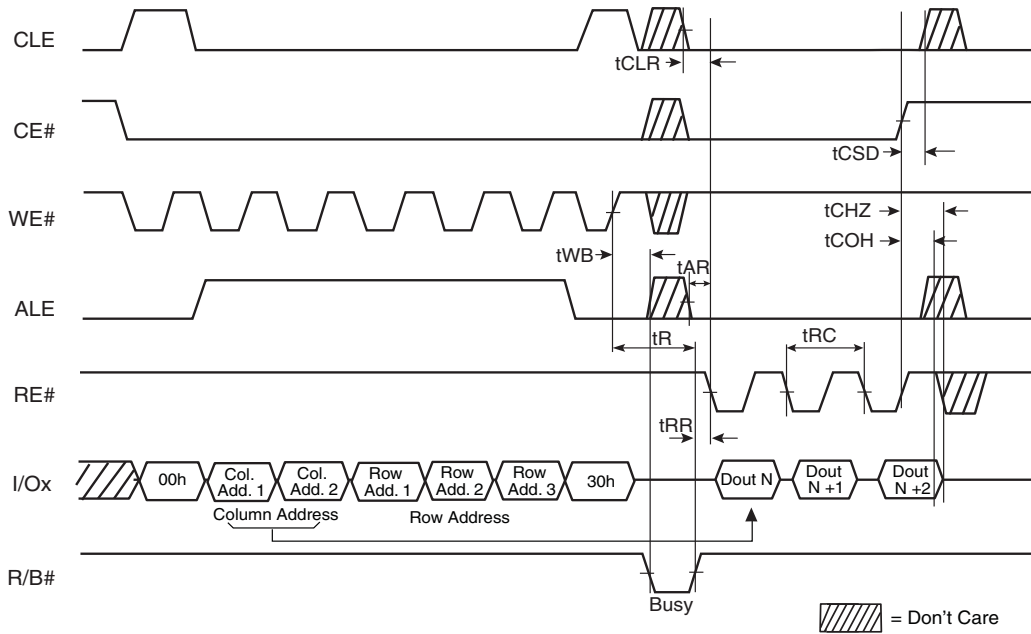 CLE
tCLR
CE#
tCSD
WE#
tCHZ
tCOH
tWB
tAR
ALE
tR
tRC
RE#
tRR
I/Ox
00h
Col. Add. 1
Col. Add. 2
Row Add. 1
Row Add. 2
Row Add. 3
30h
Dout N
Dout N +1
Dout N +2
Column Address
Row Address
R/B#
Busy
= Don't Care